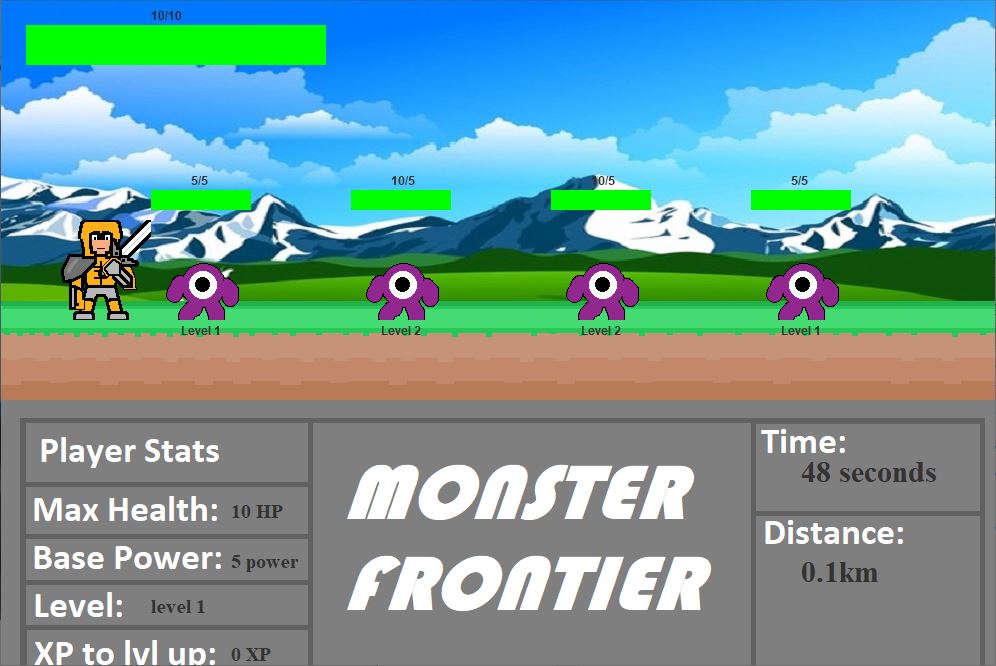 10/10
5/5
10/5
10/5
5/5
Level 1
Level 2
Level 2
Level 1
Player Stats
Max Health: 10 HP
Base Power: 5 power
Level: level 1
XP to lvl up: 0 XP
MONSTER
FRONTIER
Time:
48 seconds
Distance:
0.1km